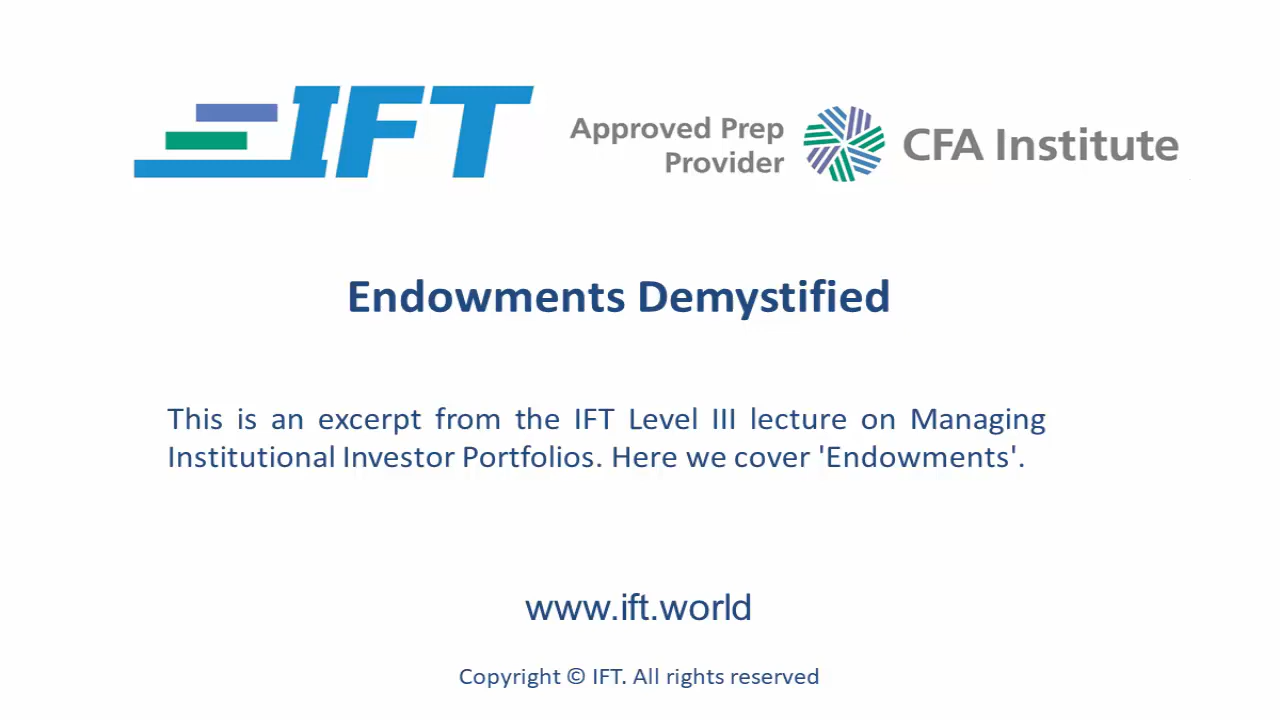 IFT
Approved Prep
Provider
CFA Institute
Endowments Demystified
This is an excerpt from the IFT Level III lecture on Managing
Institutional Investor Portfolios. Here we cover 'Endowments'.
www.ift.world
Copyright © IFT. All rights reserved